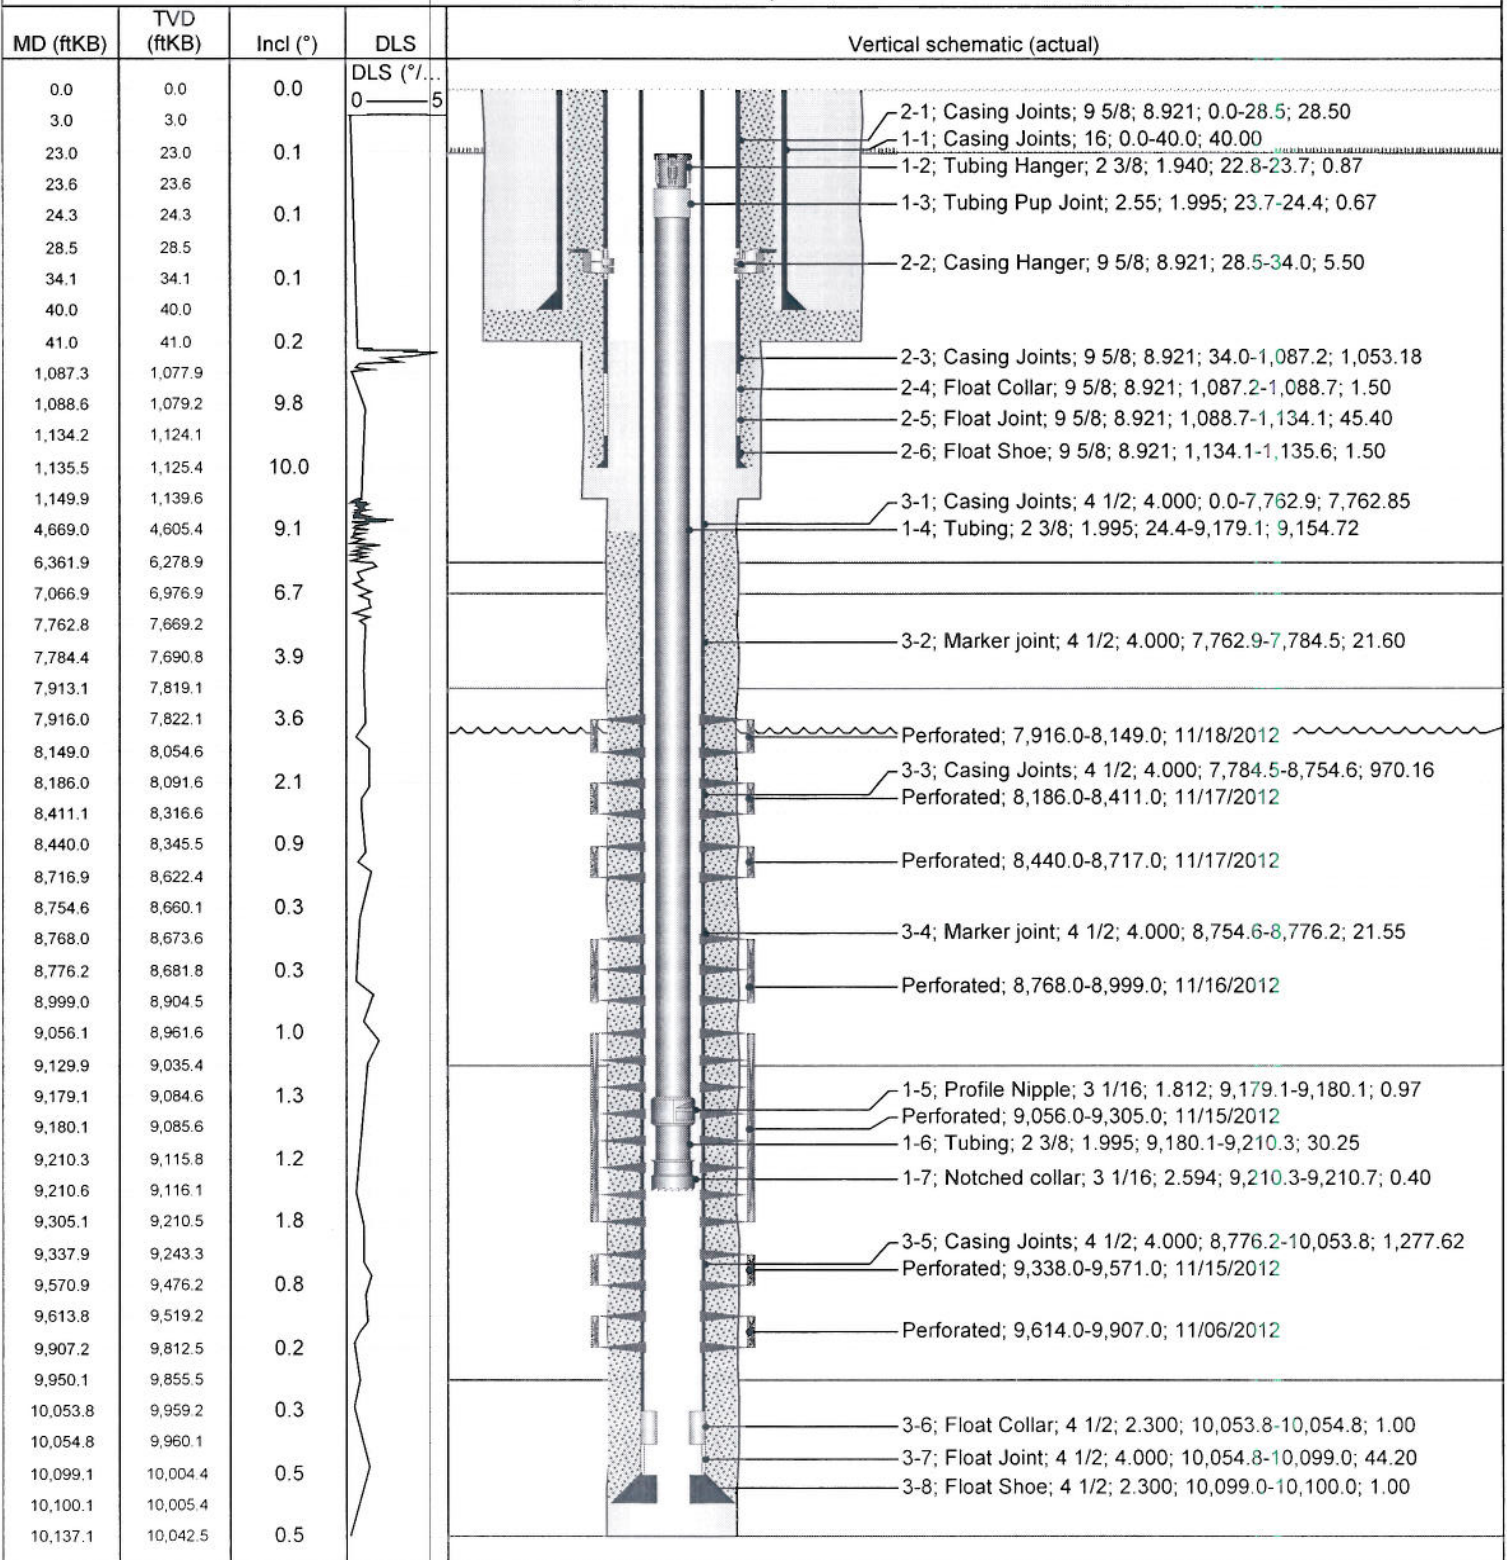 MD (ftKB) TVD (ftKB) Incl (°) DLS Vertical schematic (actual)
DLS (°/...
0 5
0.0 0.0 0.0
3.0 3.0
23.0 23.0 0.1
23.6 23.6
24.3 24.3 0.1
28.5 28.5
34.1 34.1 0.1
40.0 40.0
41.0 41.0 0.2
1,087.3 1,077.9
1,088.6 1,079.2 9.8
1,134.2 1,124.1
1,135.5 1,125.4 10.0
1,149.9 1,139.6
4,669.0 4,605.4 9.1
6,361.9 6,278.9
7,066.9 6,976.9 6.7
7,762.8 7,669.2
7,784.4 7,690.8 3.9
7,913.1 7,819.1
7,916.0 7,822.1 3.6
8,149.0 8,054.6
8,186.0 8,091.6 2.1
8,411.1 8,316.6
8,440.0 8,345.5 0.9
8,716.9 8,622.4
8,754.6 8,660.1 0.3
8,768.0 8,673.6
8,776.2 8,681.8 0.3
8,999.0 8,904.5
9,056.1 8,961.6 1.0
9,129.9 9,035.4
9,179.1 9,084.6 1.3
9,180.1 9,085.6
9,210.3 9,115.8 1.2
9,210.6 9,116.1
9,305.1 9,210.5 1.8
9,337.9 9,243.3
9,570.9 9,476.2 0.8
9,613.8 9,519.2
9,907.2 9,812.5 0.2
9,950.1 9,855.5
10,053.8 9,959.2 0.3
10,054.8 9,960.1
10,099.1 10,004.4 0.5
10,100.1 10,005.4
10,137.1 10,042.5 0.5
2-1; Casing Joints; 9 5/8; 8.921; 0.0-28.5; 28.50
1-1; Casing Joints; 16; 0.0-40.0; 40.00
1-2; Tubing Hanger; 2 3/8; 1.940; 22.8-23.7; 0.87
1-3; Tubing Pup Joint; 2.55; 1.995; 23.7-24.4; 0.67
2-2; Casing Hanger; 9 5/8; 8.921; 28.5-34.0; 5.50
2-3; Casing Joints; 9 5/8; 8.921; 34.0-1,087.2; 1,053.18
2-4; Float Collar; 9 5/8; 8.921; 1,087.2-1,088.7; 1.50
2-5; Float Joint; 9 5/8; 8.921; 1,088.7-1,134.1; 45.40
2-6; Float Shoe; 9 5/8; 8.921; 1,134.1-1,135.6; 1.50
3-1; Casing Joints; 4 1/2; 4.000; 0.0-7,762.9; 7,762.85
1-4; Tubing; 2 3/8; 1.995; 24.4-9,179.1; 9,154.72
3-2; Marker joint; 4 1/2; 4.000; 7,762.9-7,784.5; 21.60
Perforated; 7,916.0-8,149.0; 11/18/2012
3-3; Casing Joints; 4 1/2; 4.000; 7,784.5-8,754.6; 970.16
Perforated; 8,186.0-8,411.0; 11/17/2012
Perforated; 8,440.0-8,717.0; 11/17/2012
3-4; Marker joint; 4 1/2; 4.000; 8,754.6-8,776.2; 21.55
Perforated; 8,768.0-8,999.0; 11/16/2012
1-5; Profile Nipple; 3 1/16; 1.812; 9,179.1-9,180.1; 0.97
Perforated; 9,056.0-9,305.0; 11/15/2012
1-6; Tubing; 2 3/8; 1.995; 9,180.1-9,210.3; 30.25
1-7; Notched collar; 3 1/16; 2.594; 9,210.3-9,210.7; 0.40
3-5; Casing Joints; 4 1/2; 4.000; 8,776.2-10,053.8; 1,277.62
Perforated; 9,338.0-9,571.0; 11/15/2012
Perforated; 9,614.0-9,907.0; 11/06/2012
3-6; Float Collar; 4 1/2; 2.300; 10,053.8-10,054.8; 1.00
3-7; Float Joint; 4 1/2; 4.000; 10,054.8-10,099.0; 44.20
3-8; Float Shoe; 4 1/2; 2.300; 10,099.0-10,100.0; 1.00